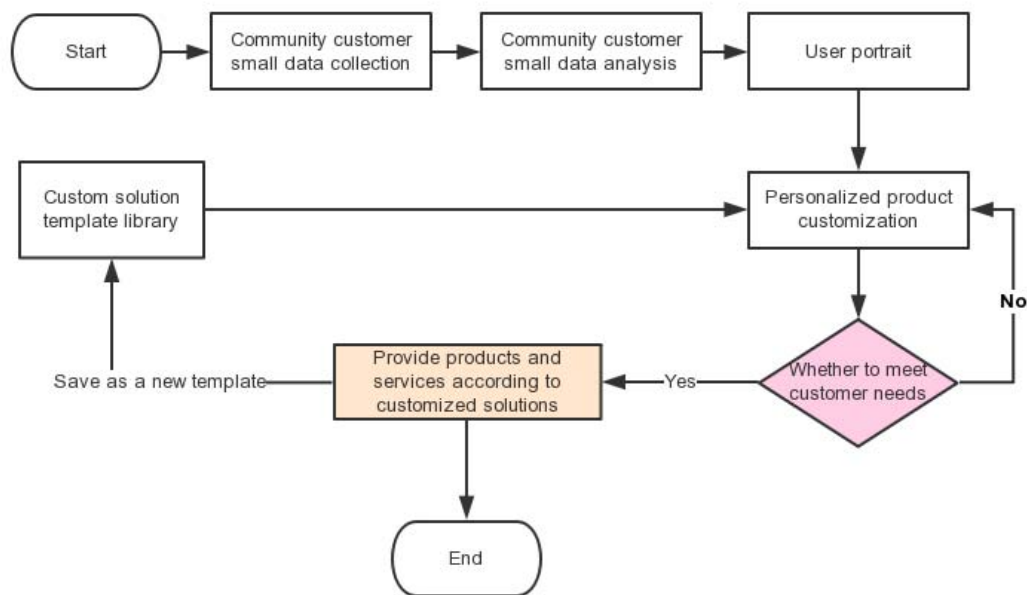 Start
Community customer
small data collection
Community customer
small data analysis
User portrait
Custom solution
template library
Personalized product
customization
No
Whether to meet
customer needs
Yes
Provide products and
services according to
customized solutions
Save as a new template
End